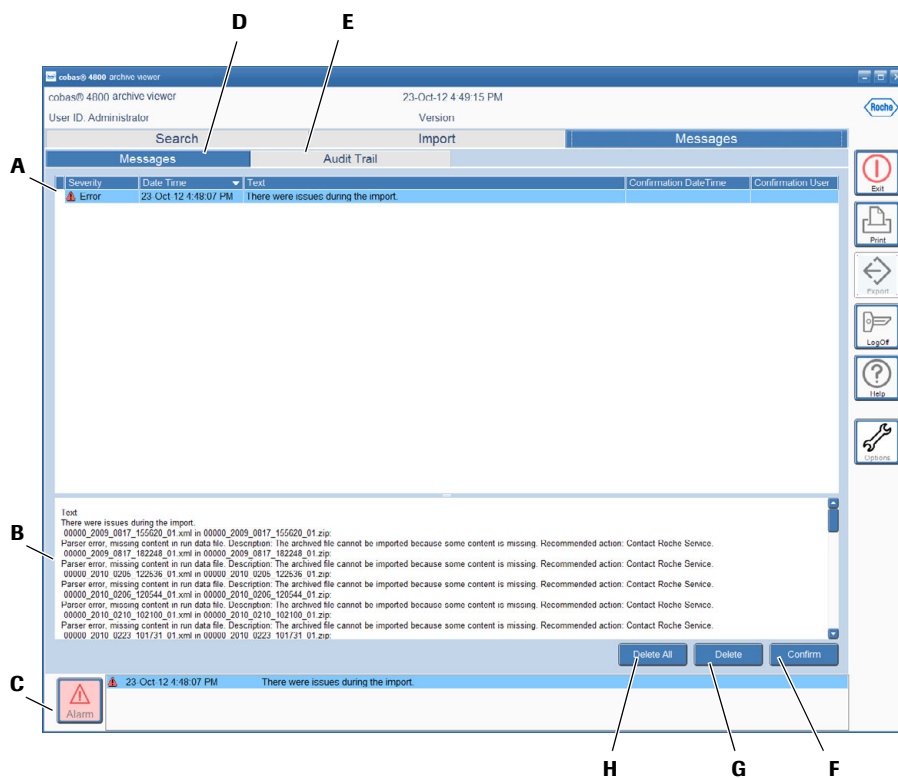 D E
cobas® 4800 archive viewer
cobas® 4800 archive viewer 23-Oct-12 4:49:15 PM
Roche
User ID. Administrator Version
Search Import Messages
Messages Audit Trail
A
Severity Date Time Text Confirmation DateTime Confirmation User
Error 23 Oct 12 4:48:07 PM There were issues during the import.
Exit
Print
Export
LogOff
Help
Options
B
Text
There were issues during the import.
00000_2009_0817_155620_01.xml in 00000_2009_0817_155620_01.zip:
Parser error, missing content in run data file. Description: The archived file cannot be imported because some content is missing. Recommended action: Contact Roche Service.
00000_2009_0817_182248_01.xml in 00000_2009_0817_182248_01.zip:
Parser error, missing content in run data file. Description: The archived file cannot be imported because some content is missing. Recommended action: Contact Roche Service.
00000_2010_0205_122536_01.xml in 00000_2010_0205_122536_01.zip:
Parser error, missing content in run data file. Description: The archived file cannot be imported because some content is missing. Recommended action: Contact Roche Service.
00000_2010_0206_120544_01.xml in 00000_2010_0206_120544_01.zip:
Parser error, missing content in run data file. Description: The archived file cannot be imported because some content is missing. Recommended action: Contact Roche Service.
00000_2010_0210_102100_01.xml in 00000_2010_0210_102100_01.zip:
Parser error, missing content in run data file. Description: The archived file cannot be imported because some content is missing. Recommended action: Contact Roche Service.
00000_2010_0223_101731_01.xml in 00000_2010_0223_101731_01.zip:
Delete All Delete Confirm
C
Alarm
23 Oct 12 4:48:07 PM There were issues during the import.
H G F